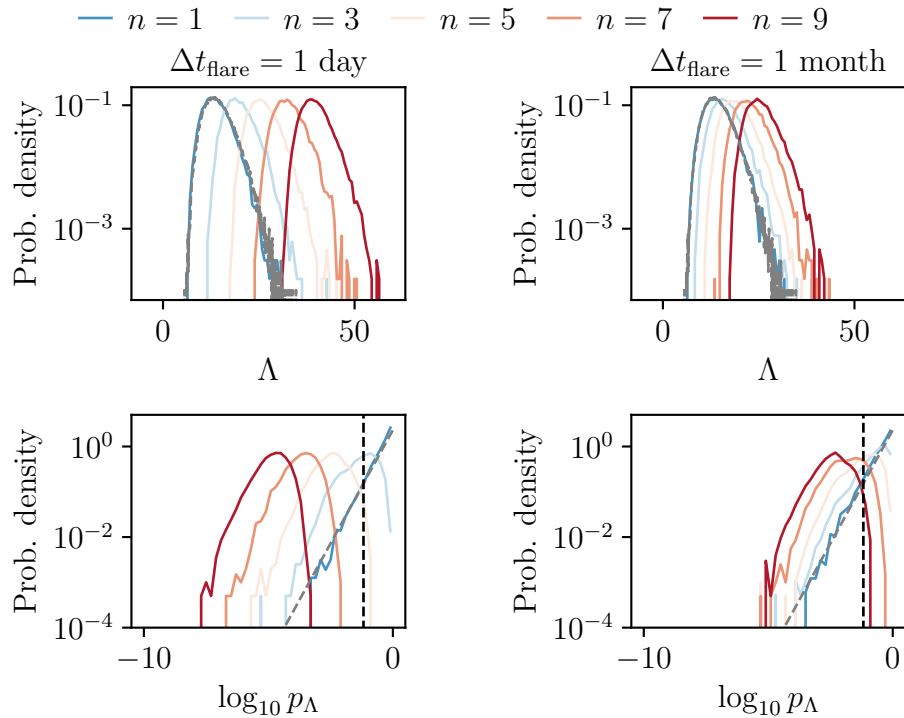 n = 1 n = 3 n = 5 n = 7 n = 9
Δt_flare = 1 day Δt_flare = 1 month
Prob. density
10^−1
10^−3
0 50
Λ
Prob. density
10^−1
10^−3
0 50
Λ
Prob. density
10^0
10^−2
10^−4
−10 0
log_10 p_Λ
Prob. density
10^0
10^−2
10^−4
−10 0
log_10 p_Λ